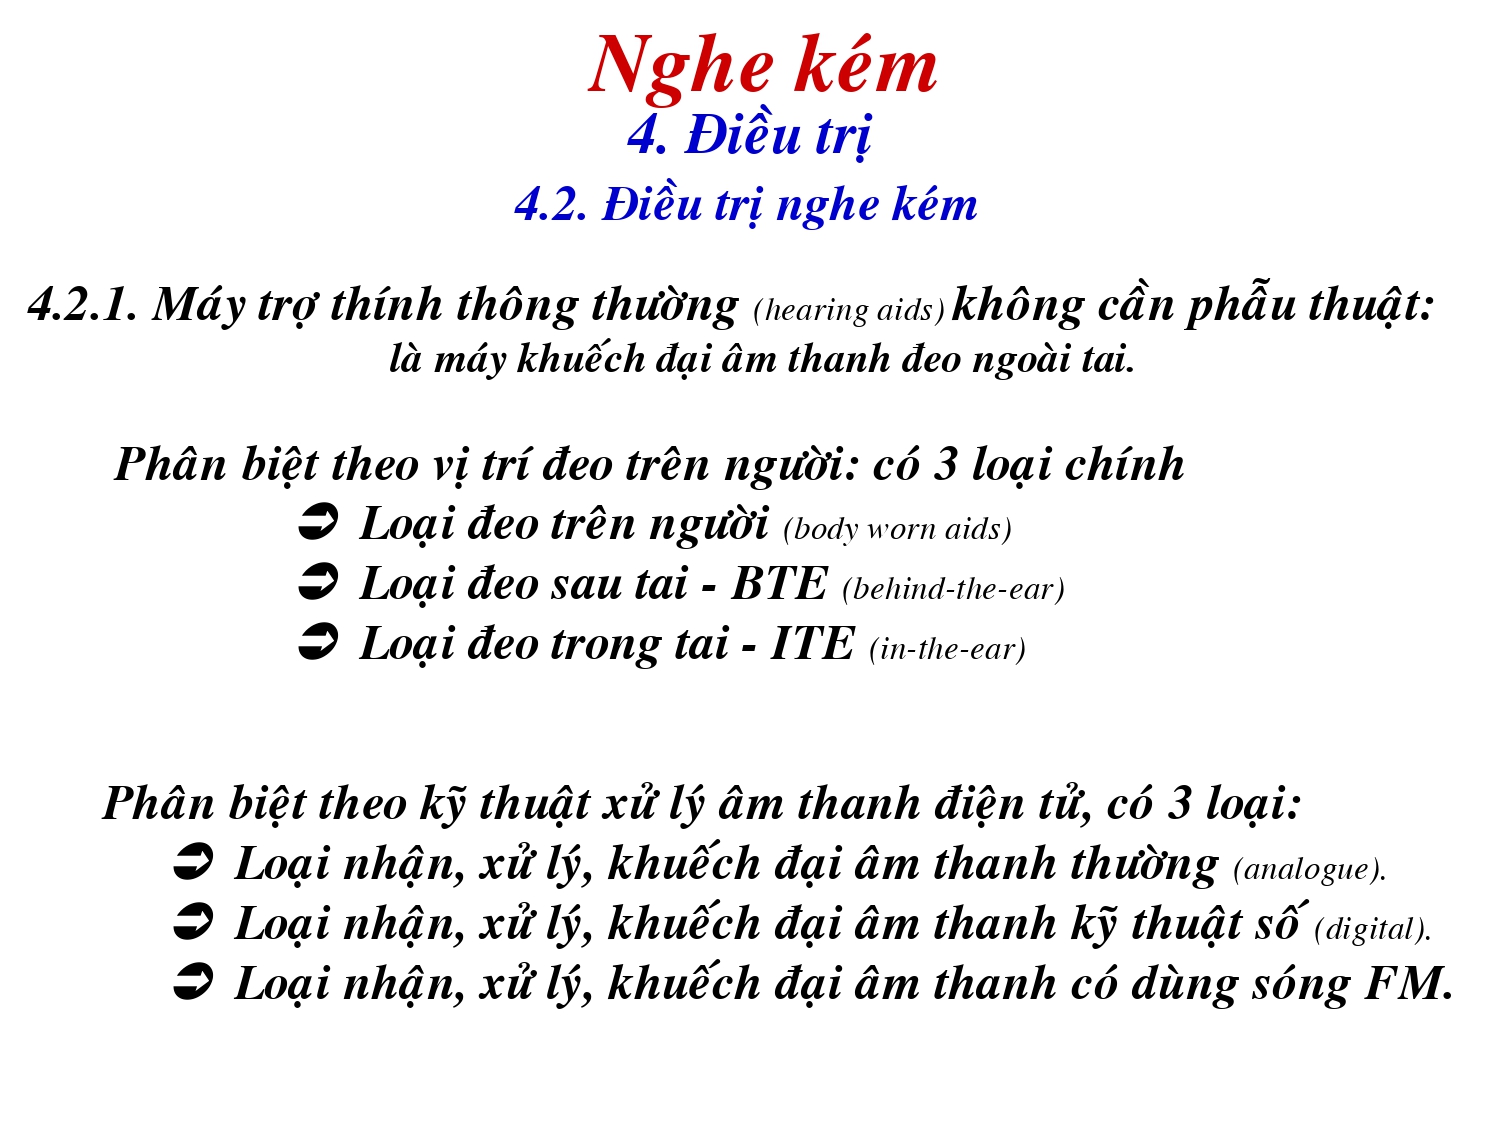 Nghe kém
4. Điều trị
4.2. Điều trị nghe kém
4.2.1. Máy trợ thính thông thường (hearing aids) không cần phẫu thuật:
là máy khuếch đại âm thanh đeo ngoài tai.
Phân biệt theo vị trí đeo trên người: có 3 loại chính
➲ Loại đeo trên người (body worn aids)
➲ Loại đeo sau tai - BTE (behind-the-ear)
➲ Loại đeo trong tai - ITE (in-the-ear)
Phân biệt theo kỹ thuật xử lý âm thanh điện tử, có 3 loại:
➲ Loại nhận, xử lý, khuếch đại âm thanh thường (analogue).
➲ Loại nhận, xử lý, khuếch đại âm thanh kỹ thuật số (digital).
➲ Loại nhận, xử lý, khuếch đại âm thanh có dùng sóng FM.